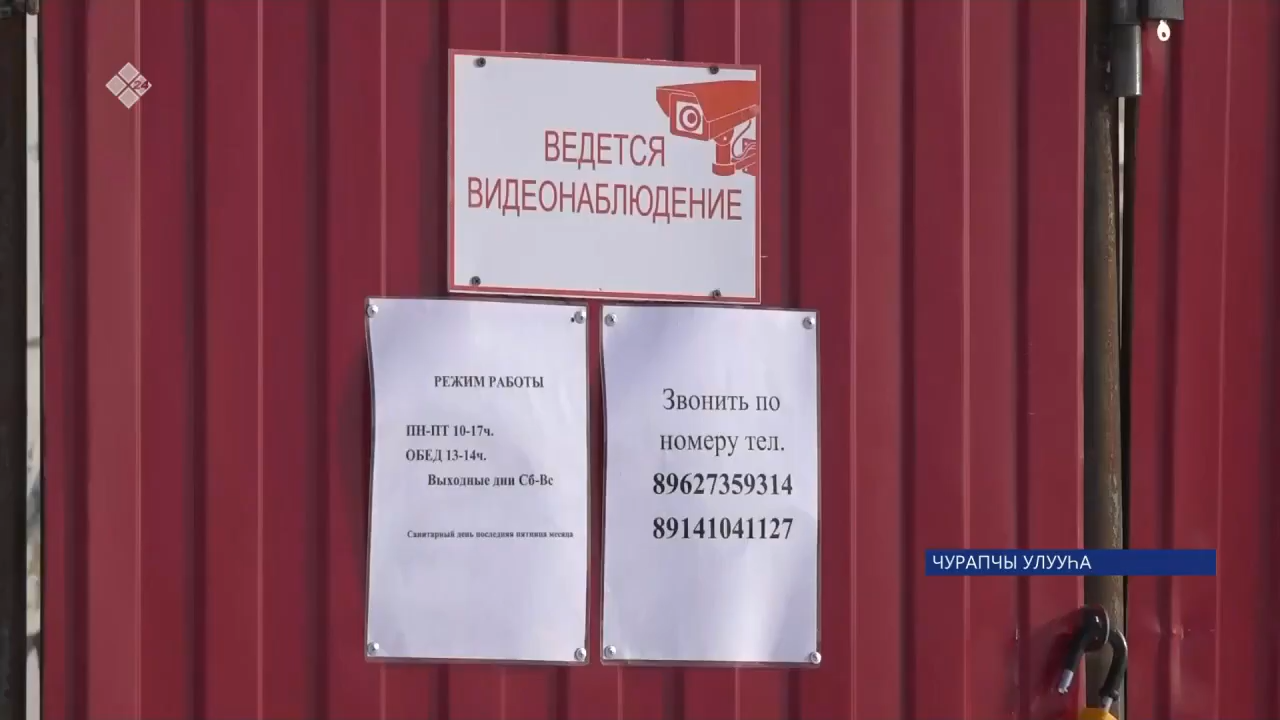 Х24
ВЕДЕТСЯ
ВИДЕОНАБЛЮДЕНИЕ
РЕЖИМ РАБОТЫ
ПН-ПТ 10-17ч.
ОБЕД 13-14ч.
Выходные дни Сб-Вс
Санитарный день последняя пятница месяца
Звонить по
номеру тел.
89627359314
89141041127
ЧУРАПЧЫ УЛУУҺА